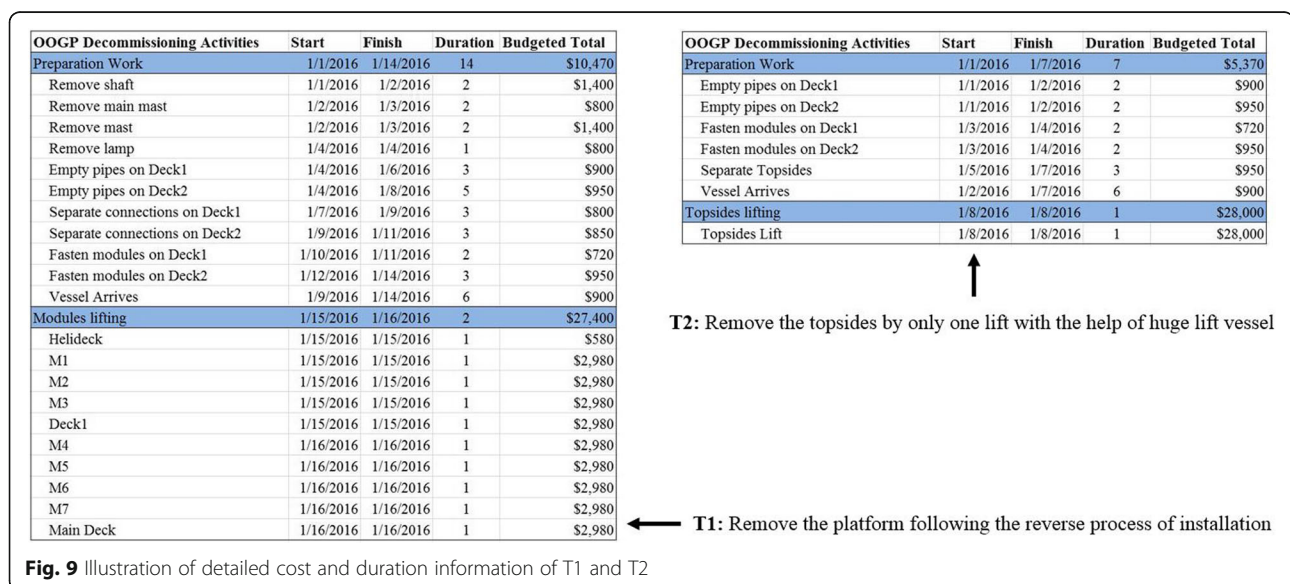 OOGP Decommissioning Activities Start Finish Duration Budgeted Total
Preparation Work 1/1/2016 1/14/2016 14 $10,470
Remove shaft 1/1/2016 1/2/2016 2 $1,400
Remove main mast 1/2/2016 1/3/2016 2 $800
Remove mast 1/2/2016 1/3/2016 2 $1,400
Remove lamp 1/4/2016 1/4/2016 1 $800
Empty pipes on Deck1 1/4/2016 1/6/2016 3 $900
Empty pipes on Deck2 1/4/2016 1/8/2016 5 $950
Separate connections on Deck1 1/7/2016 1/9/2016 3 $800
Separate connections on Deck2 1/9/2016 1/11/2016 3 $850
Fasten modules on Deck1 1/10/2016 1/11/2016 2 $720
Fasten modules on Deck2 1/12/2016 1/14/2016 3 $950
Vessel Arrives 1/9/2016 1/14/2016 6 $900
Modules lifting 1/15/2016 1/16/2016 2 $27,400
Helideck 1/15/2016 1/15/2016 1 $580
M1 1/15/2016 1/15/2016 1 $2,980
M2 1/15/2016 1/15/2016 1 $2,980
M3 1/15/2016 1/15/2016 1 $2,980
Deck1 1/15/2016 1/15/2016 1 $2,980
M4 1/16/2016 1/16/2016 1 $2,980
M5 1/16/2016 1/16/2016 1 $2,980
M6 1/16/2016 1/16/2016 1 $2,980
M7 1/16/2016 1/16/2016 1 $2,980
Main Deck 1/16/2016 1/16/2016 1 $2,980
OOGP Decommissioning Activities Start Finish Duration Budgeted Total
Preparation Work 1/1/2016 1/7/2016 7 $5,370
Empty pipes on Deck1 1/1/2016 1/2/2016 2 $900
Empty pipes on Deck2 1/1/2016 1/2/2016 2 $950
Fasten modules on Deck1 1/3/2016 1/4/2016 2 $720
Fasten modules on Deck2 1/3/2016 1/4/2016 2 $950
Separate Topsides 1/5/2016 1/7/2016 3 $950
Vessel Arrives 1/2/2016 1/7/2016 6 $900
Topsides lifting 1/8/2016 1/8/2016 1 $28,000
Topsides Lift 1/8/2016 1/8/2016 1 $28,000
T2: Remove the topsides by only one lift with the help of huge lift vessel
T1: Remove the platform following the reverse process of installation
Fig. 9 Illustration of detailed cost and duration information of T1 and T2